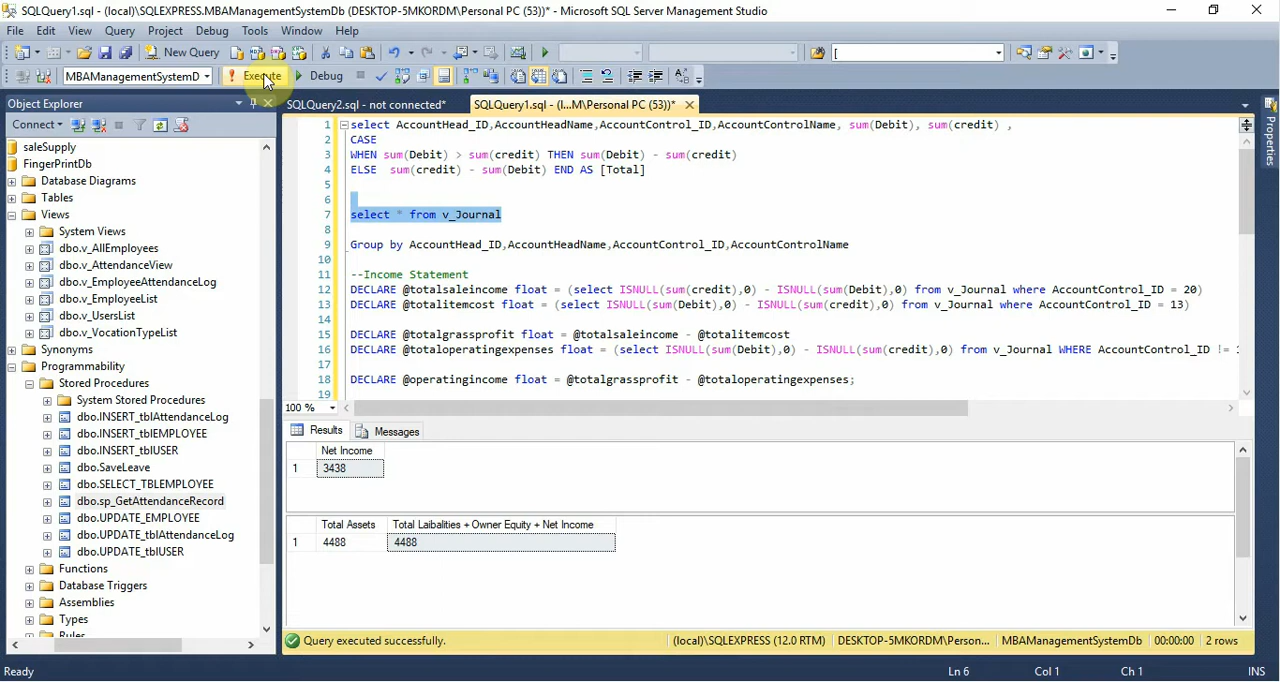 SQLQuery1.sql - (local)\SQLEXPRESS.MBAManagementSystemDb (DESKTOP-5MKORDM\Personal PC (53))* - Microsoft SQL Server Management Studio
File Edit View Query Project Debug Tools Window Help
New Query [
MBAManagementSystemD Execute Debug
Object Explorer
SQLQuery2.sql - not connected* SQLQuery1.sql - (l...M\Personal PC (53))*
Connect
Properties
saleSupply
FingerPrintDb
Database Diagrams
Tables
Views
System Views
dbo.v_AllEmployees
dbo.v_AttendanceView
dbo.v_EmployeeAttendanceLog
dbo.v_EmployeeList
dbo.v_UsersList
dbo.v_VocationTypeList
Synonyms
Programmability
Stored Procedures
System Stored Procedures
dbo.INSERT_tblAttendanceLog
dbo.INSERT_tblEMPLOYEE
dbo.INSERT_tblUSER
dbo.SaveLeave
dbo.SELECT_TBLEMPLOYEE
dbo.sp_GetAttendanceRecord
dbo.UPDATE_EMPLOYEE
dbo.UPDATE_tblAttendanceLog
dbo.UPDATE_tblUSER
Functions
Database Triggers
Assemblies
Types
Rules
1 select AccountHead_ID,AccountHeadName,AccountControl_ID,AccountControlName, sum(Debit), sum(credit) ,
2 CASE
3 WHEN sum(Debit) > sum(credit) THEN sum(Debit) - sum(credit)
4 ELSE sum(credit) - sum(Debit) END AS [Total]
5
6
7 select * from v_Journal
8
9 Group by AccountHead_ID,AccountHeadName,AccountControl_ID,AccountControlName
10
11 --Income Statement
12 DECLARE @totalsaleincome float = (select ISNULL(sum(credit),0) - ISNULL(sum(Debit),0) from v_Journal where AccountControl_ID = 20)
13 DECLARE @totalitemcost float = (select ISNULL(sum(Debit),0) - ISNULL(sum(credit),0) from v_Journal where AccountControl_ID = 13)
14
15 DECLARE @totalgrassprofit float = @totalsaleincome - @totalitemcost
16 DECLARE @totaloperatingexpenses float = (select ISNULL(sum(Debit),0) - ISNULL(sum(credit),0) from v_Journal WHERE AccountControl_ID !=
17
18 DECLARE @operatingincome float = @totalgrassprofit - @totaloperatingexpenses;
19
100 %
Results Messages
Net Income
1 3438
Total Assets Total Laibalities + Owner Equity + Net Income
1 4488 4488
Query executed successfully. (local)\SQLEXPRESS (12.0 RTM) DESKTOP-5MKORDM\Person... MBAManagementSystemDb 00:00:00 2 rows
Ready Ln 6 Col 1 Ch 1 INS